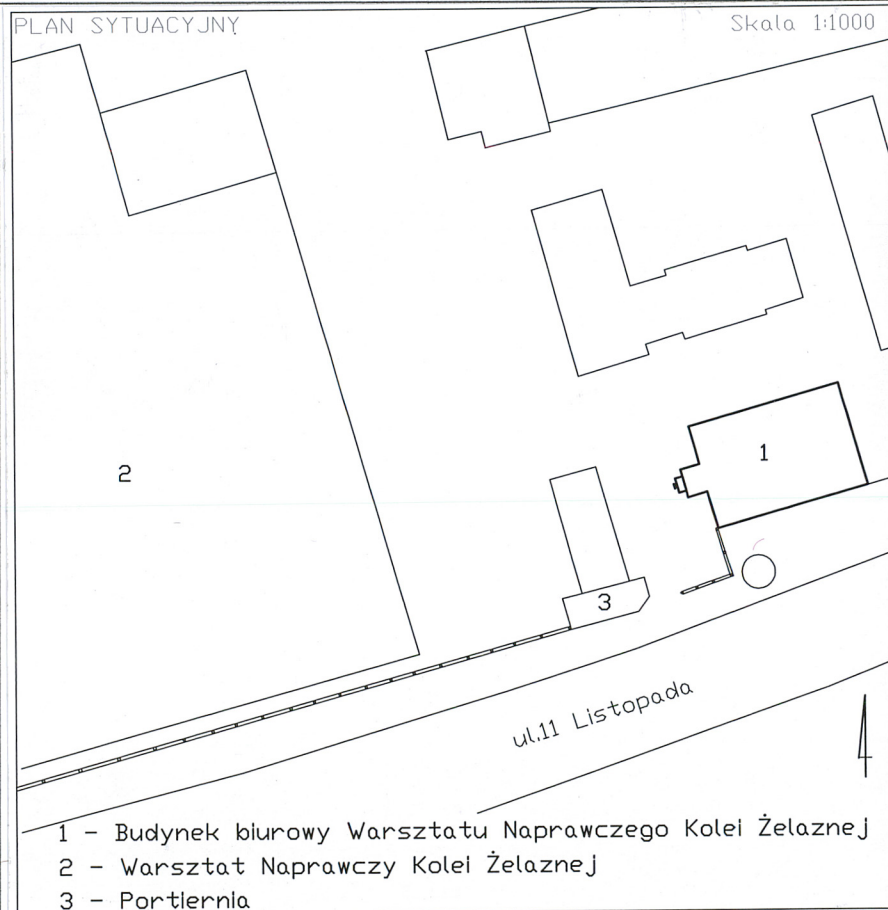 PLAN SYTUACYJNY
Skala 1:1000
1
2
3
ul.11 Listopada
1 - Budynek biurowy Warsztatu Naprawczego Kolei Żelaznej
2 - Warsztat Naprawczy Kolei Żelaznej
3 - Portiernia